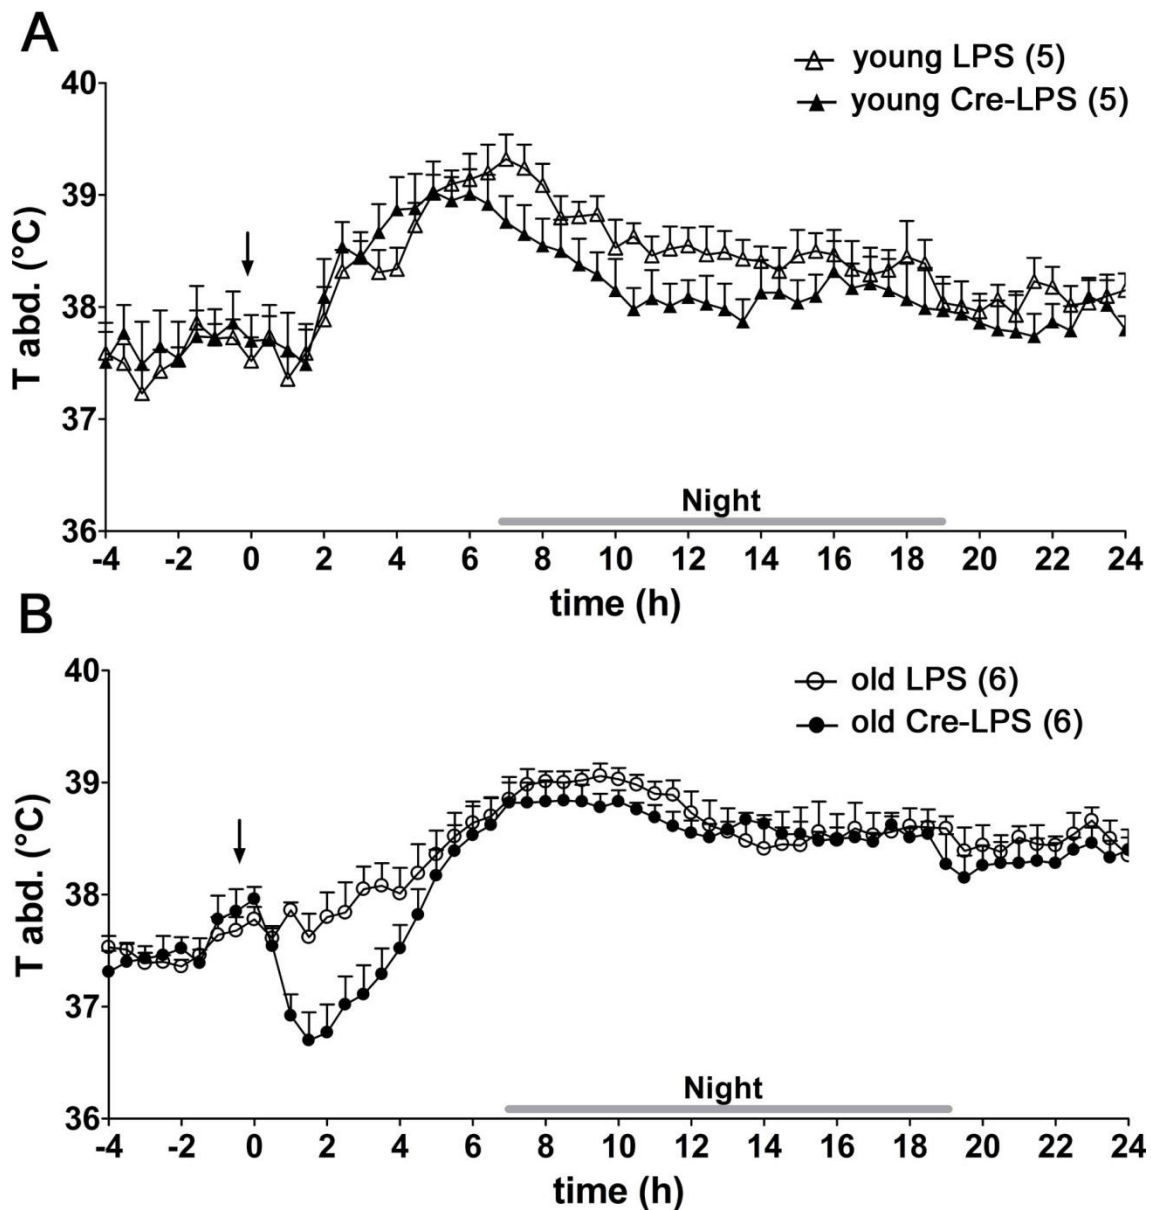 A
young LPS (5)
young Cre-LPS (5)
T abd. (°C)
40
39
38
37
36
Night
-4 -2 0 2 4 6 8 10 12 14 16 18 20 22 24
time (h)
B
old LPS (6)
old Cre-LPS (6)
T abd. (°C)
40
39
38
37
36
Night
-4 -2 0 2 4 6 8 10 12 14 16 18 20 22 24
time (h)